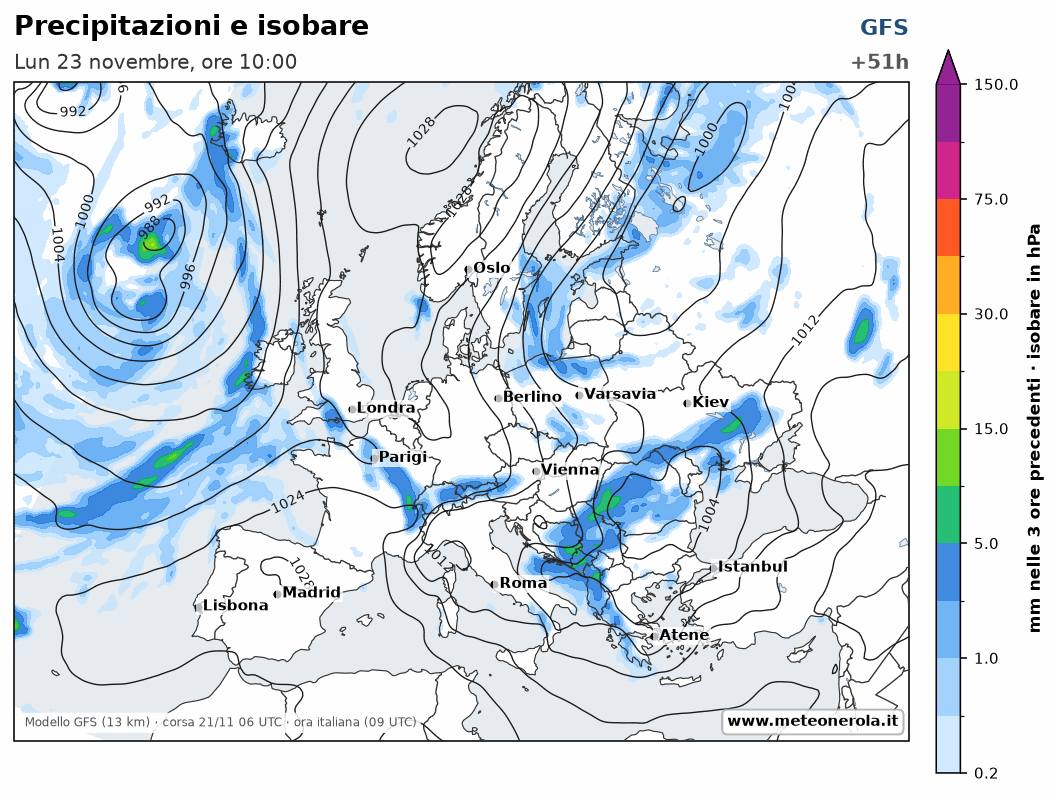 Precipitazioni e isobare
GFS
Lun 23 novembre, ore 10:00
+51h
992
1028
1000
1004
150.0
75.0
30.0
15.0
5.0
1.0
0.2
mm nelle 3 ore precedenti · isobare in hPa
992
988
1000
1004
996
1028
Oslo
1012
Berlino
Varsavia
Kiev
Londra
Parigi
Vienna
1024
1004
1012
Istanbul
1028
Roma
Madrid
Lisbona
Atene
Modello GFS (13 km) · corsa 21/11 06 UTC · ora italiana (09 UTC)
www.meteonerola.it